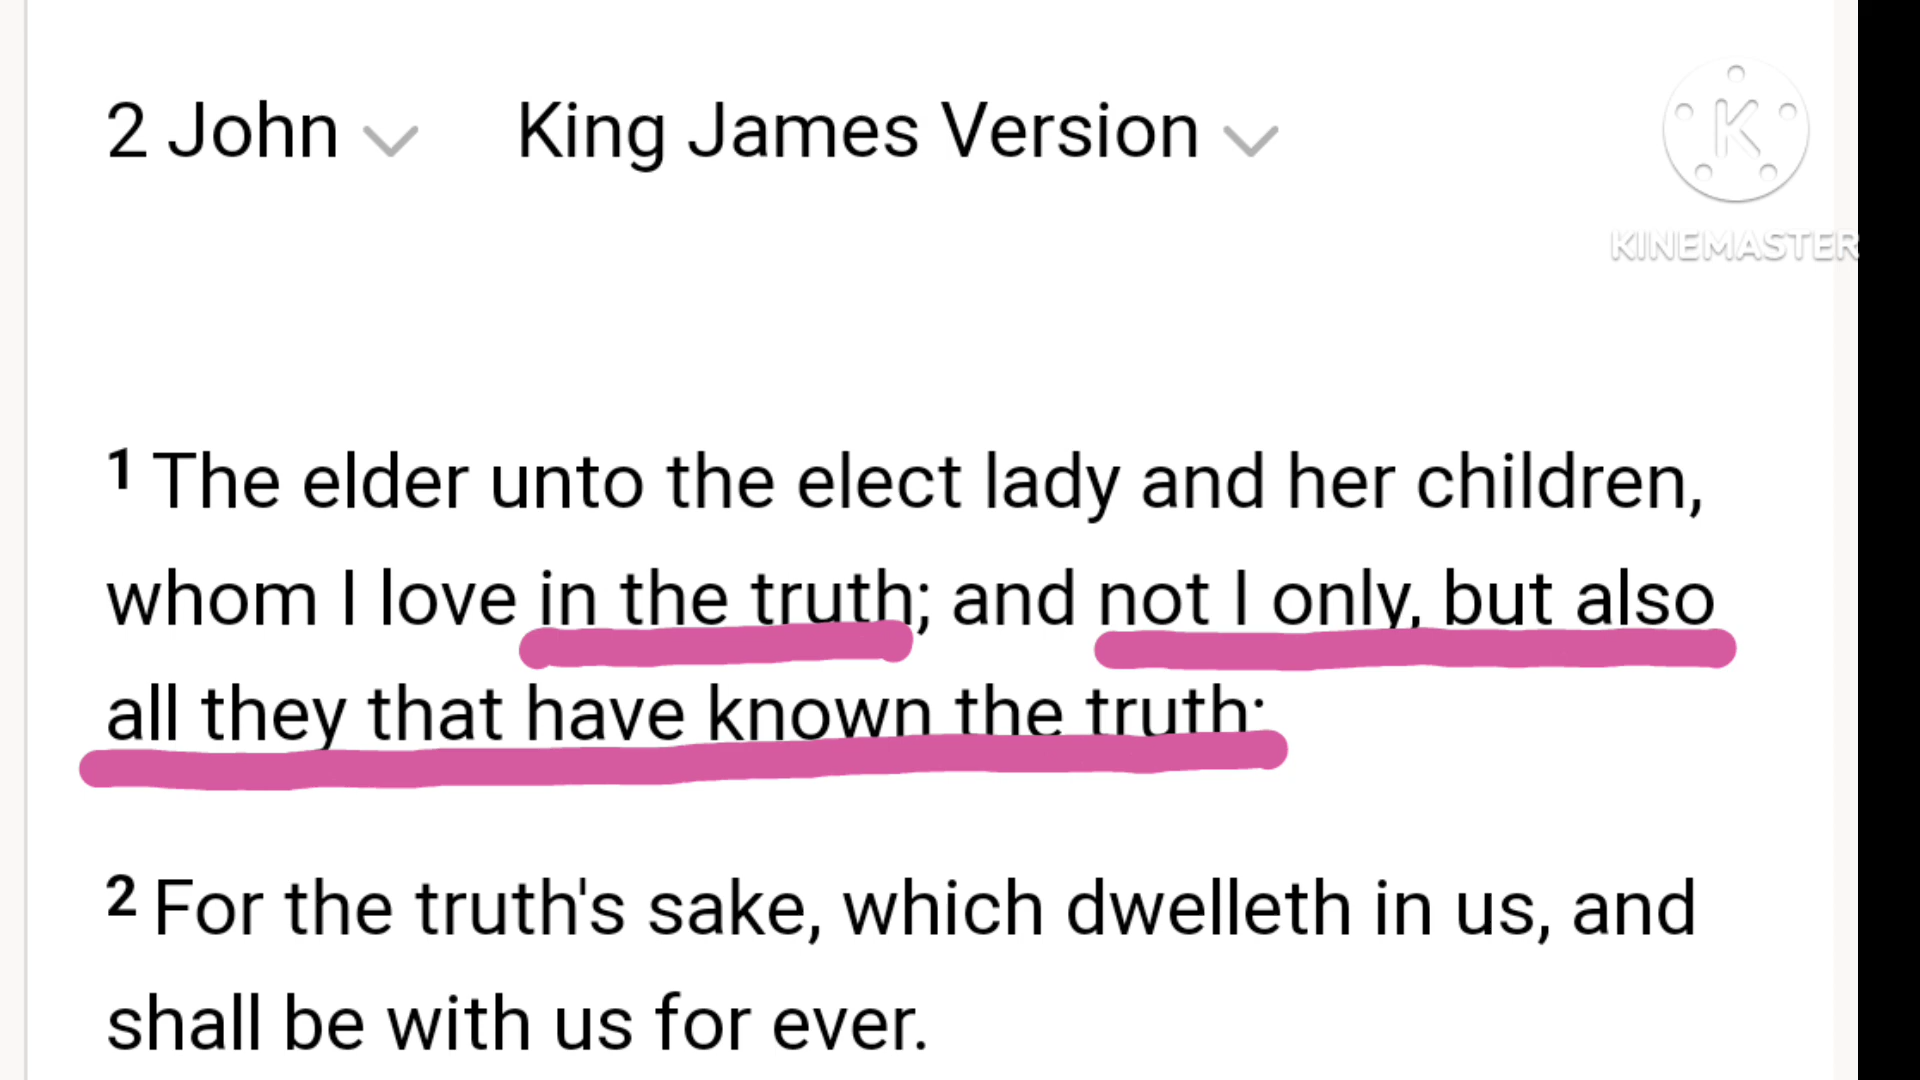 2 John King James Version
K
KINEMASTER
1 The elder unto the elect lady and her children,
whom I love in the truth; and not I only, but also
all they that have known the truth;
2 For the truth's sake, which dwelleth in us, and
shall be with us for ever.